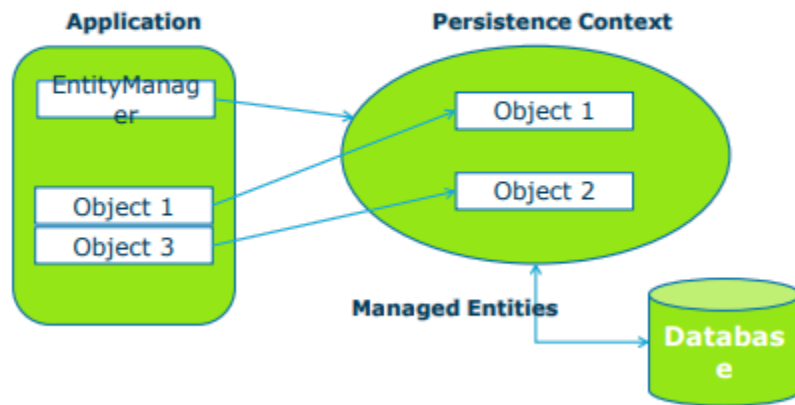 Application
Persistence Context
EntityManag
er
Object 1
Object 1
Object 2
Object 3
Managed Entities
Databas
e